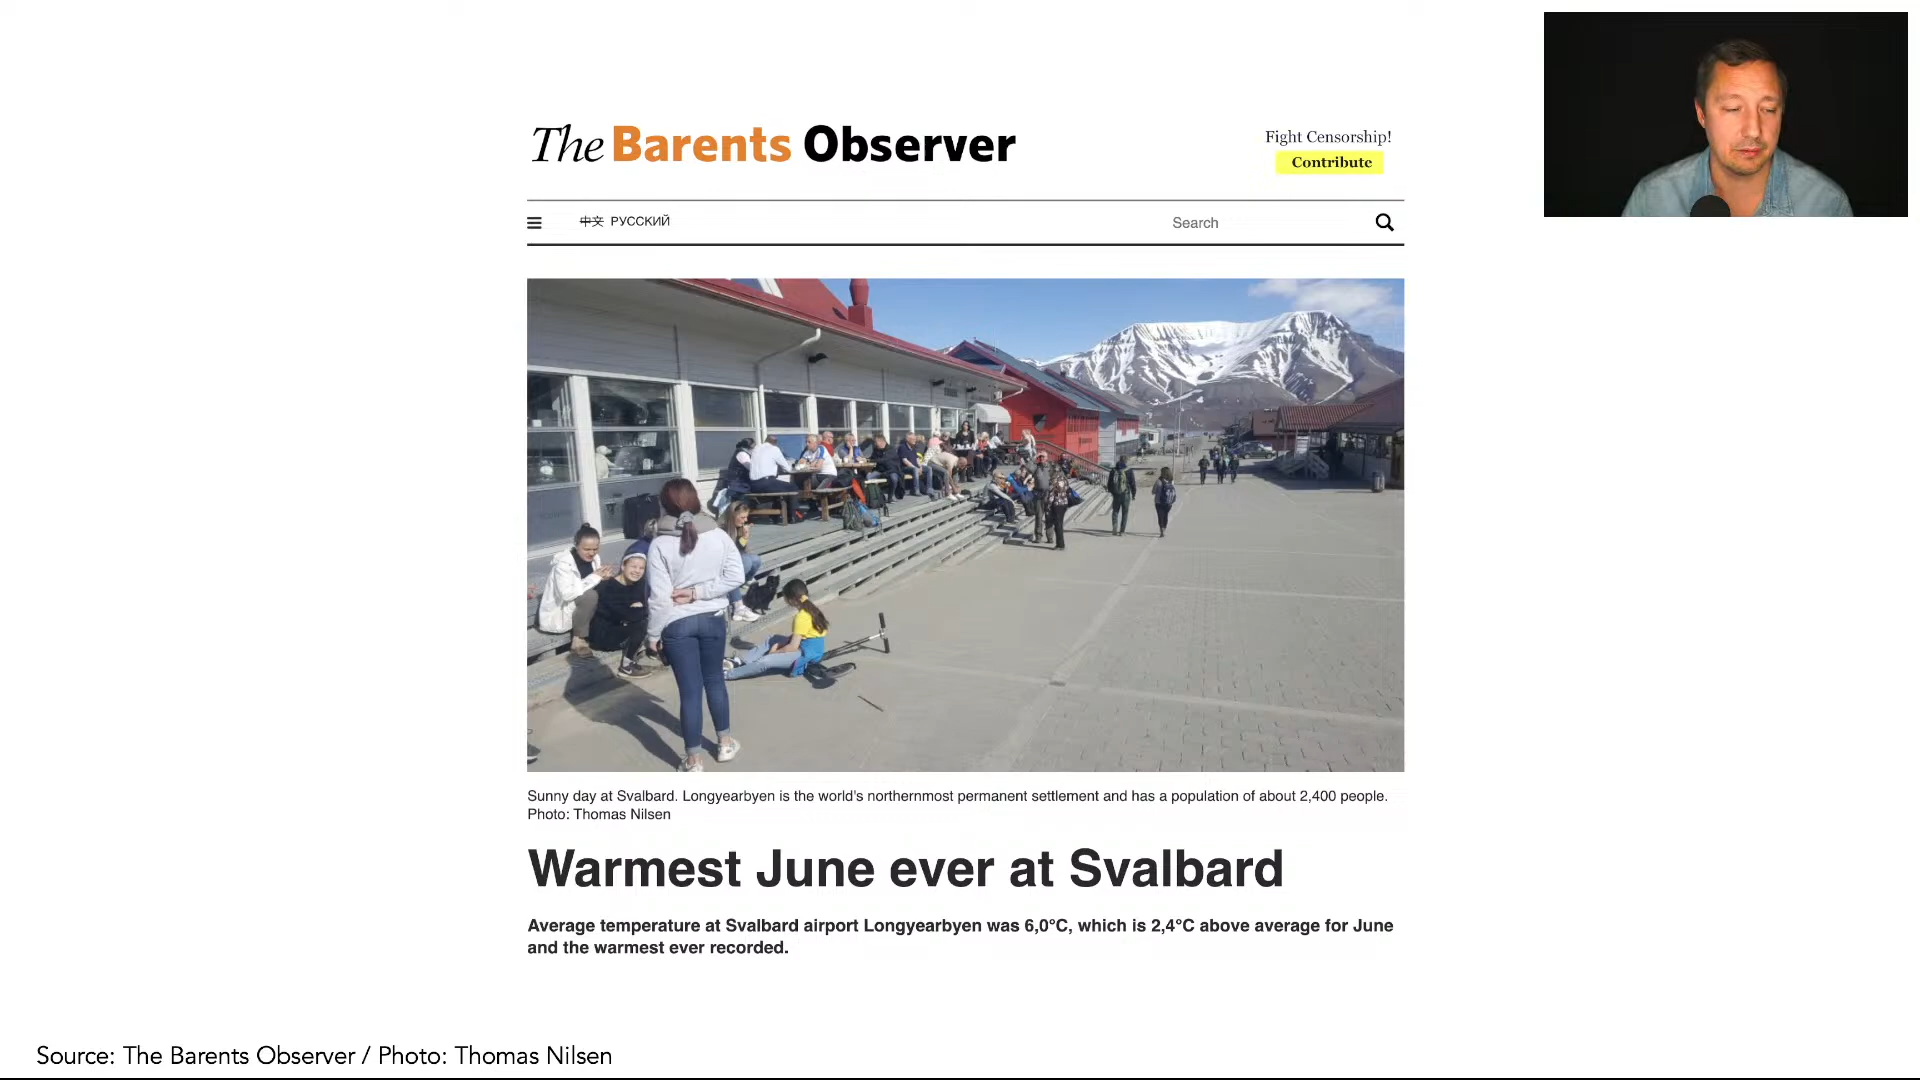 The Barents Observer
Fight Censorship!
Contribute
中文 РУССКИЙ
Search
Sunny day at Svalbard. Longyearbyen is the world's northernmost permanent settlement and has a population of about 2,400 people.
Photo: Thomas Nilsen
Warmest June ever at Svalbard
Average temperature at Svalbard airport Longyearbyen was 6,0°C, which is 2,4°C above average for June
and the warmest ever recorded.
Source: The Barents Observer / Photo: Thomas Nilsen